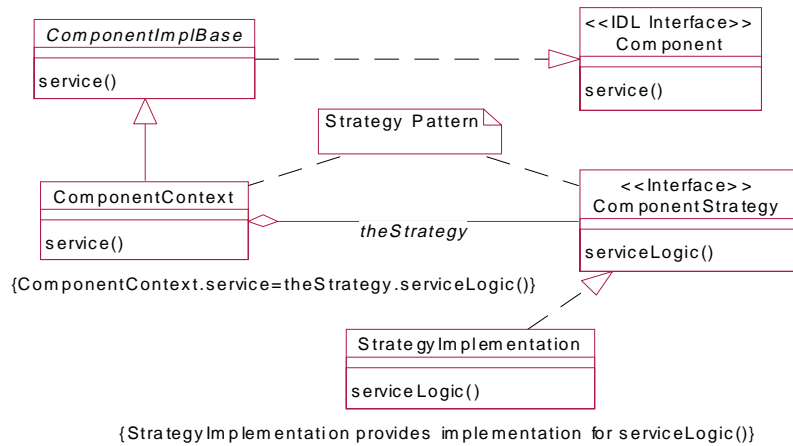 ComponentImplBase
service()
<<IDL Interface>>
Component
service()
Strategy Pattern
ComponentContext
service()
theStrategy
<<Interface>>
ComponentStrategy
serviceLogic()
{ComponentContext.service=theStrategy.serviceLogic()}
StrategyImplementation
serviceLogic()
{StrategyImplementation provides implementation for serviceLogic()}